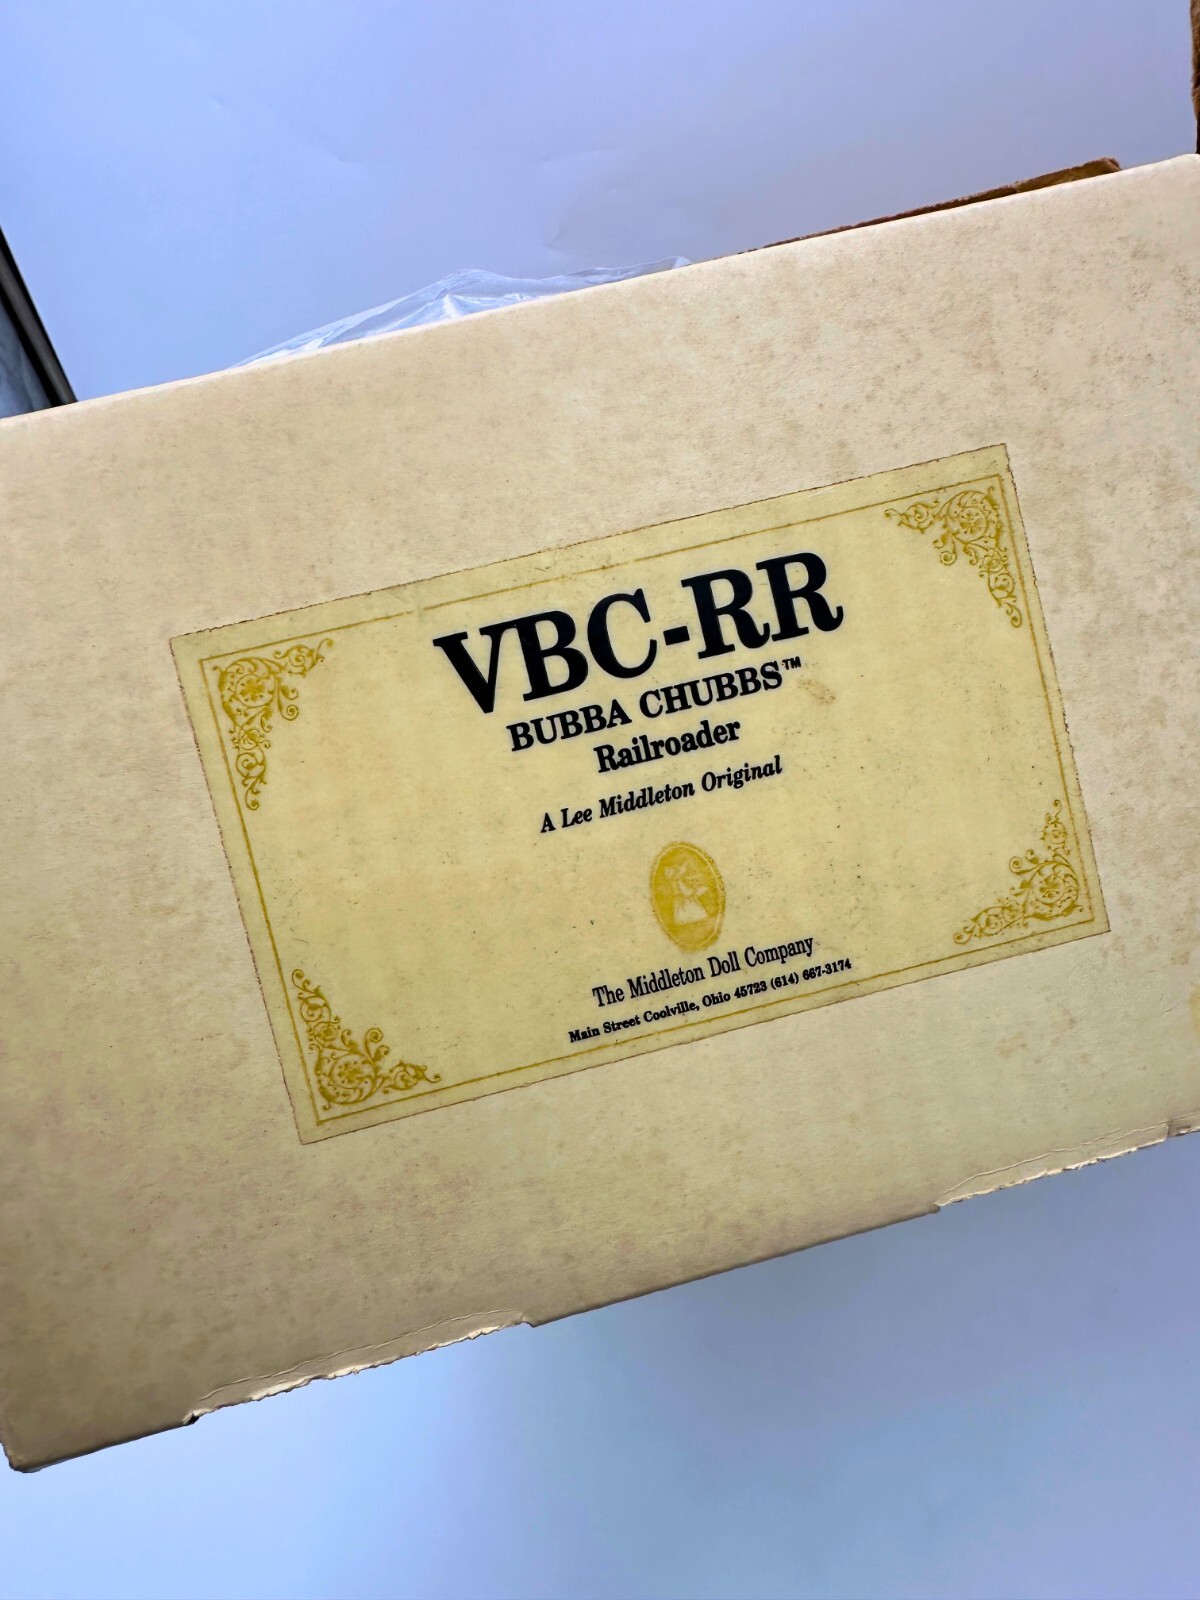 VBC-RR
BUBBA CHUBBS™
Railroader
A Lee Middleton Original
The Middleton Doll Company
Main Street Coolville, Ohio 45723 (614) 667-3174